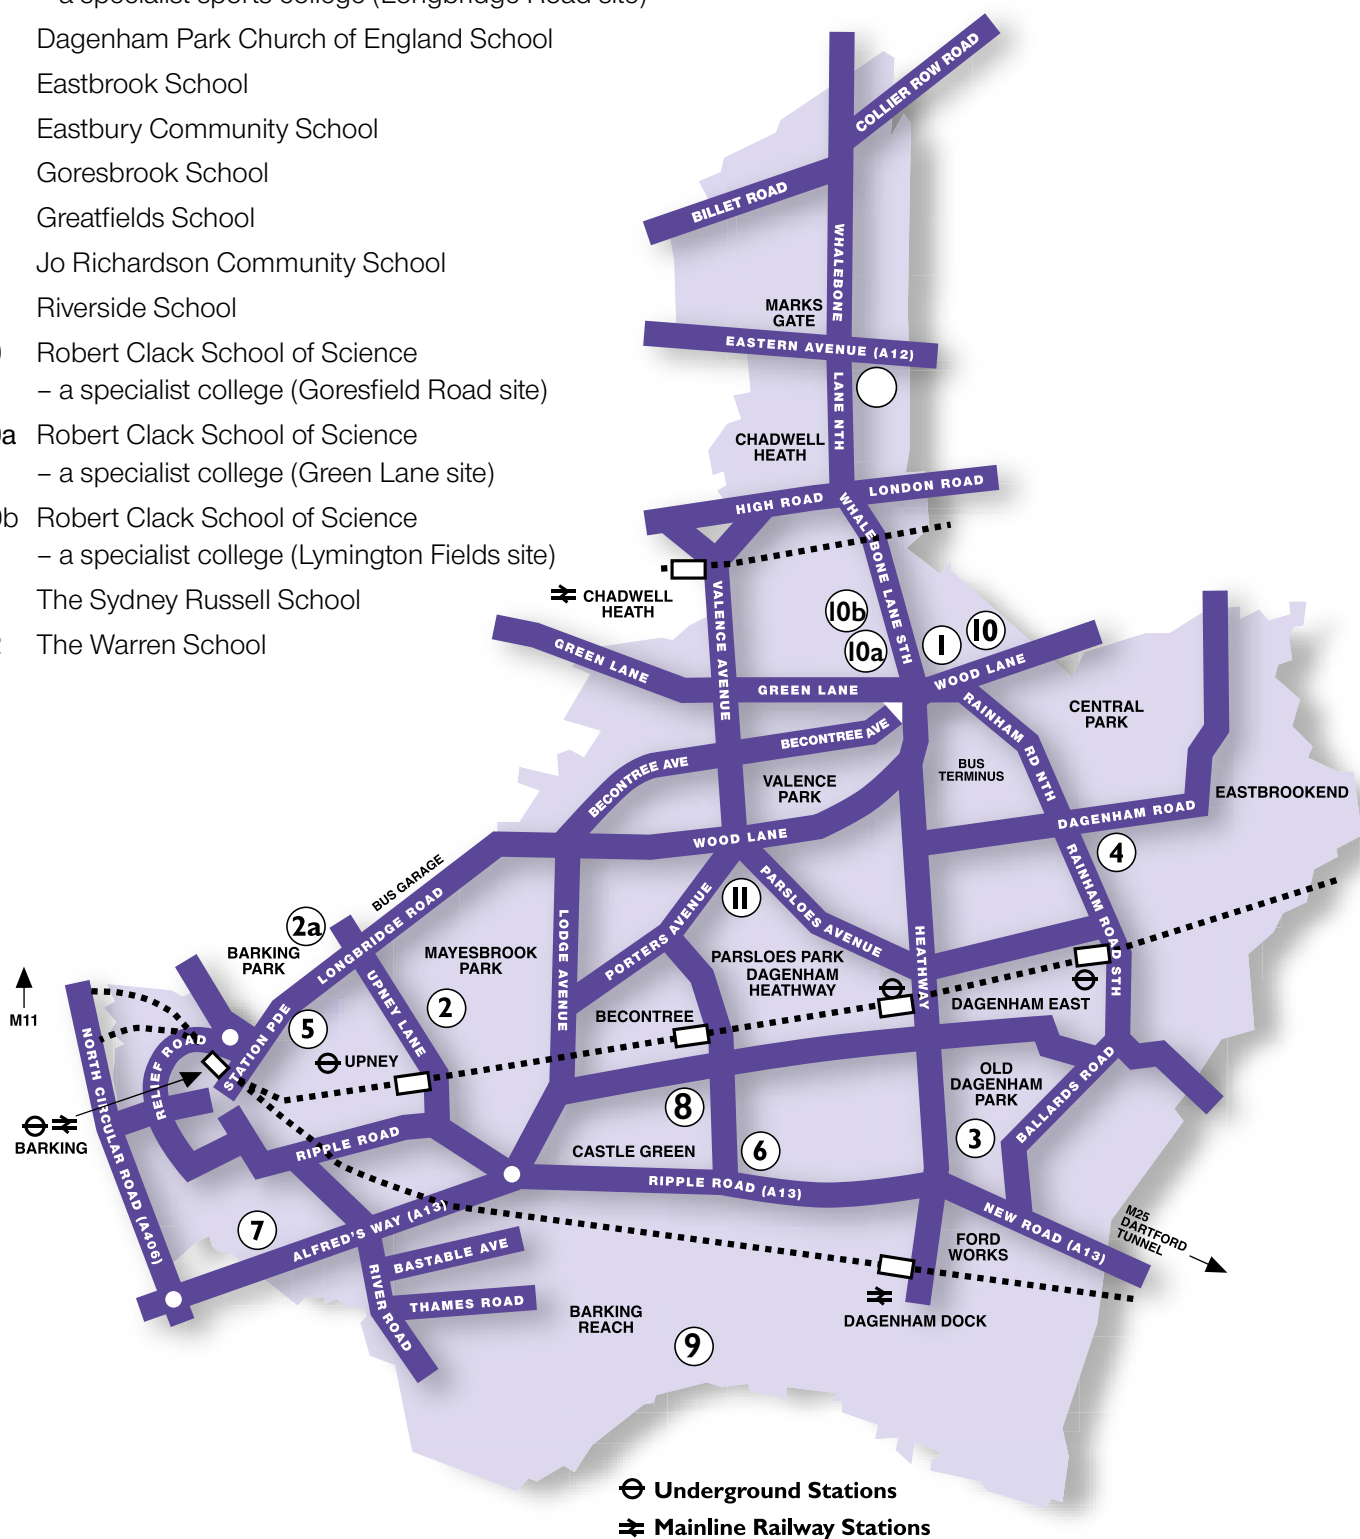 – a specialist sports college (Longbridge Road site)
Dagenham Park Church of England School
Eastbrook School
Eastbury Community School
Goresbrook School
Greatfields School
Jo Richardson Community School
Riverside School
Robert Clack School of Science
– a specialist college (Goresfield Road site)
a Robert Clack School of Science
– a specialist college (Green Lane site)
b Robert Clack School of Science
– a specialist college (Lymington Fields site)
The Sydney Russell School
The Warren School
COLLIER ROW ROAD
BILLET ROAD
WHALEBONE LANE NTH
MARKS
GATE
EASTERN AVENUE (A12)
CHADWELL
HEATH
HIGH ROAD
LONDON ROAD
WHALEBONE LANE STH
CHADWELL
HEATH
VALENCE AVENUE
10b
10a
1
10
GREEN LANE
GREEN LANE
WOOD LANE
RAINHAM RD NTH
CENTRAL
PARK
BECONTREE AVE
BECONTREE AVE
BUS
TERMINUS
VALENCE
PARK
EASTBROOKEND
DAGENHAM ROAD
WOOD LANE
4
RAINHAM ROAD STH
BUS GARAGE
LONGBRIDGE ROAD
11
PARSLOES AVENUE
PORTERS AVENUE
LODGE AVENUE
HEATHWAY
2a
BARKING
PARK
MAYESBROOK
PARK
PARSLOES PARK
DAGENHAM
HEATHWAY
UPNEY LANE
2
DAGENHAM EAST
M11
BECONTREE
5
STATION PDE
RELIEF ROAD
NORTH CIRCULAR ROAD (A406)
UPNEY
OLD
DAGENHAM
PARK
BALLARDS ROAD
8
BARKING
RIPPLE ROAD
CASTLE GREEN
6
3
RIPPLE ROAD (A13)
7
ALFRED'S WAY (A13)
NEW ROAD (A13)
M25
DARTFORD
TUNNEL
FORD
WORKS
BASTABLE AVE
RIVER ROAD
THAMES ROAD
BARKING
REACH
DAGENHAM DOCK
9
Underground Stations
Mainline Railway Stations